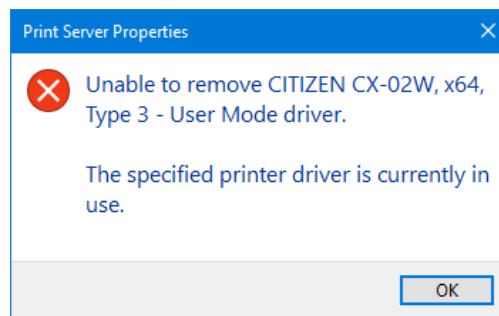 Print Server Properties
Unable to remove CITIZEN CX-02W, x64,
Type 3 - User Mode driver.
The specified printer driver is currently in
use.
OK